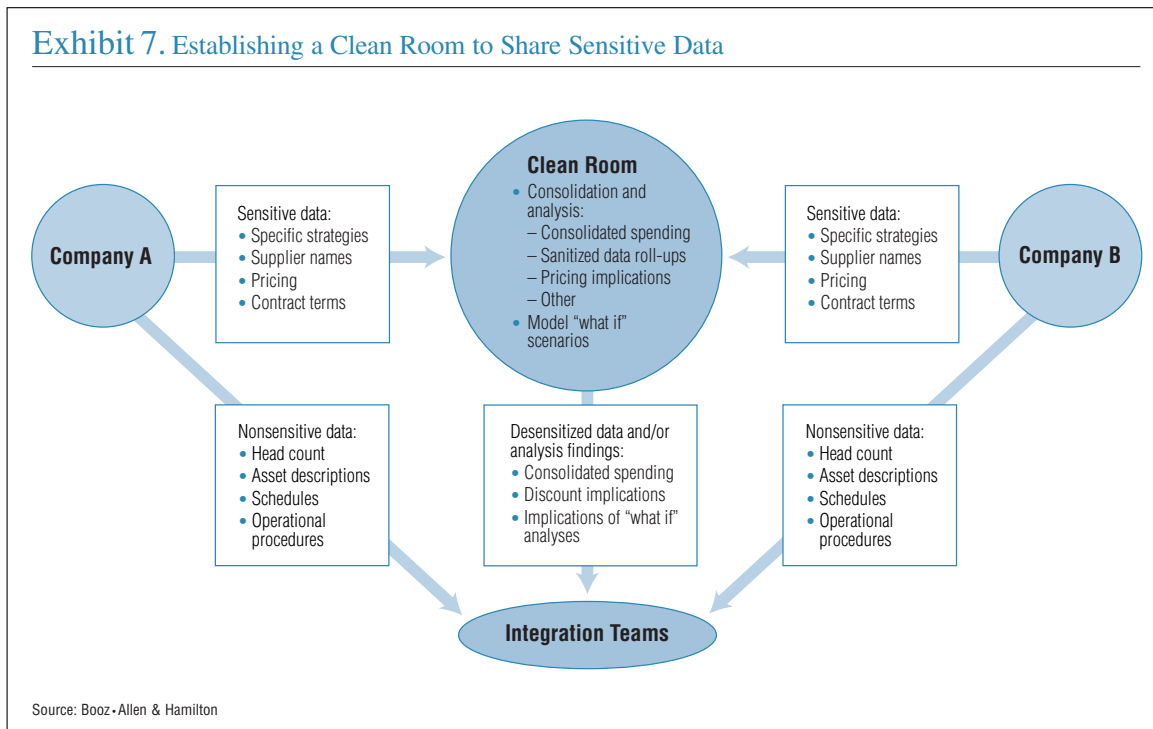 Exhibit 7. Establishing a Clean Room to Share Sensitive Data
Company A
Sensitive data:
• Specific strategies
• Supplier names
• Pricing
• Contract terms
Clean Room
• Consolidation and
analysis:
– Consolidated spending
– Sanitized data roll-ups
– Pricing implications
– Other
• Model “what if”
scenarios
Sensitive data:
• Specific strategies
• Supplier names
• Pricing
• Contract terms
Company B
Nonsensitive data:
• Head count
• Asset descriptions
• Schedules
• Operational
procedures
Desensitized data and/or
analysis findings:
• Consolidated spending
• Discount implications
• Implications of “what if”
analyses
Nonsensitive data:
• Head count
• Asset descriptions
• Schedules
• Operational
procedures
Integration Teams
Source: Booz•Allen & Hamilton